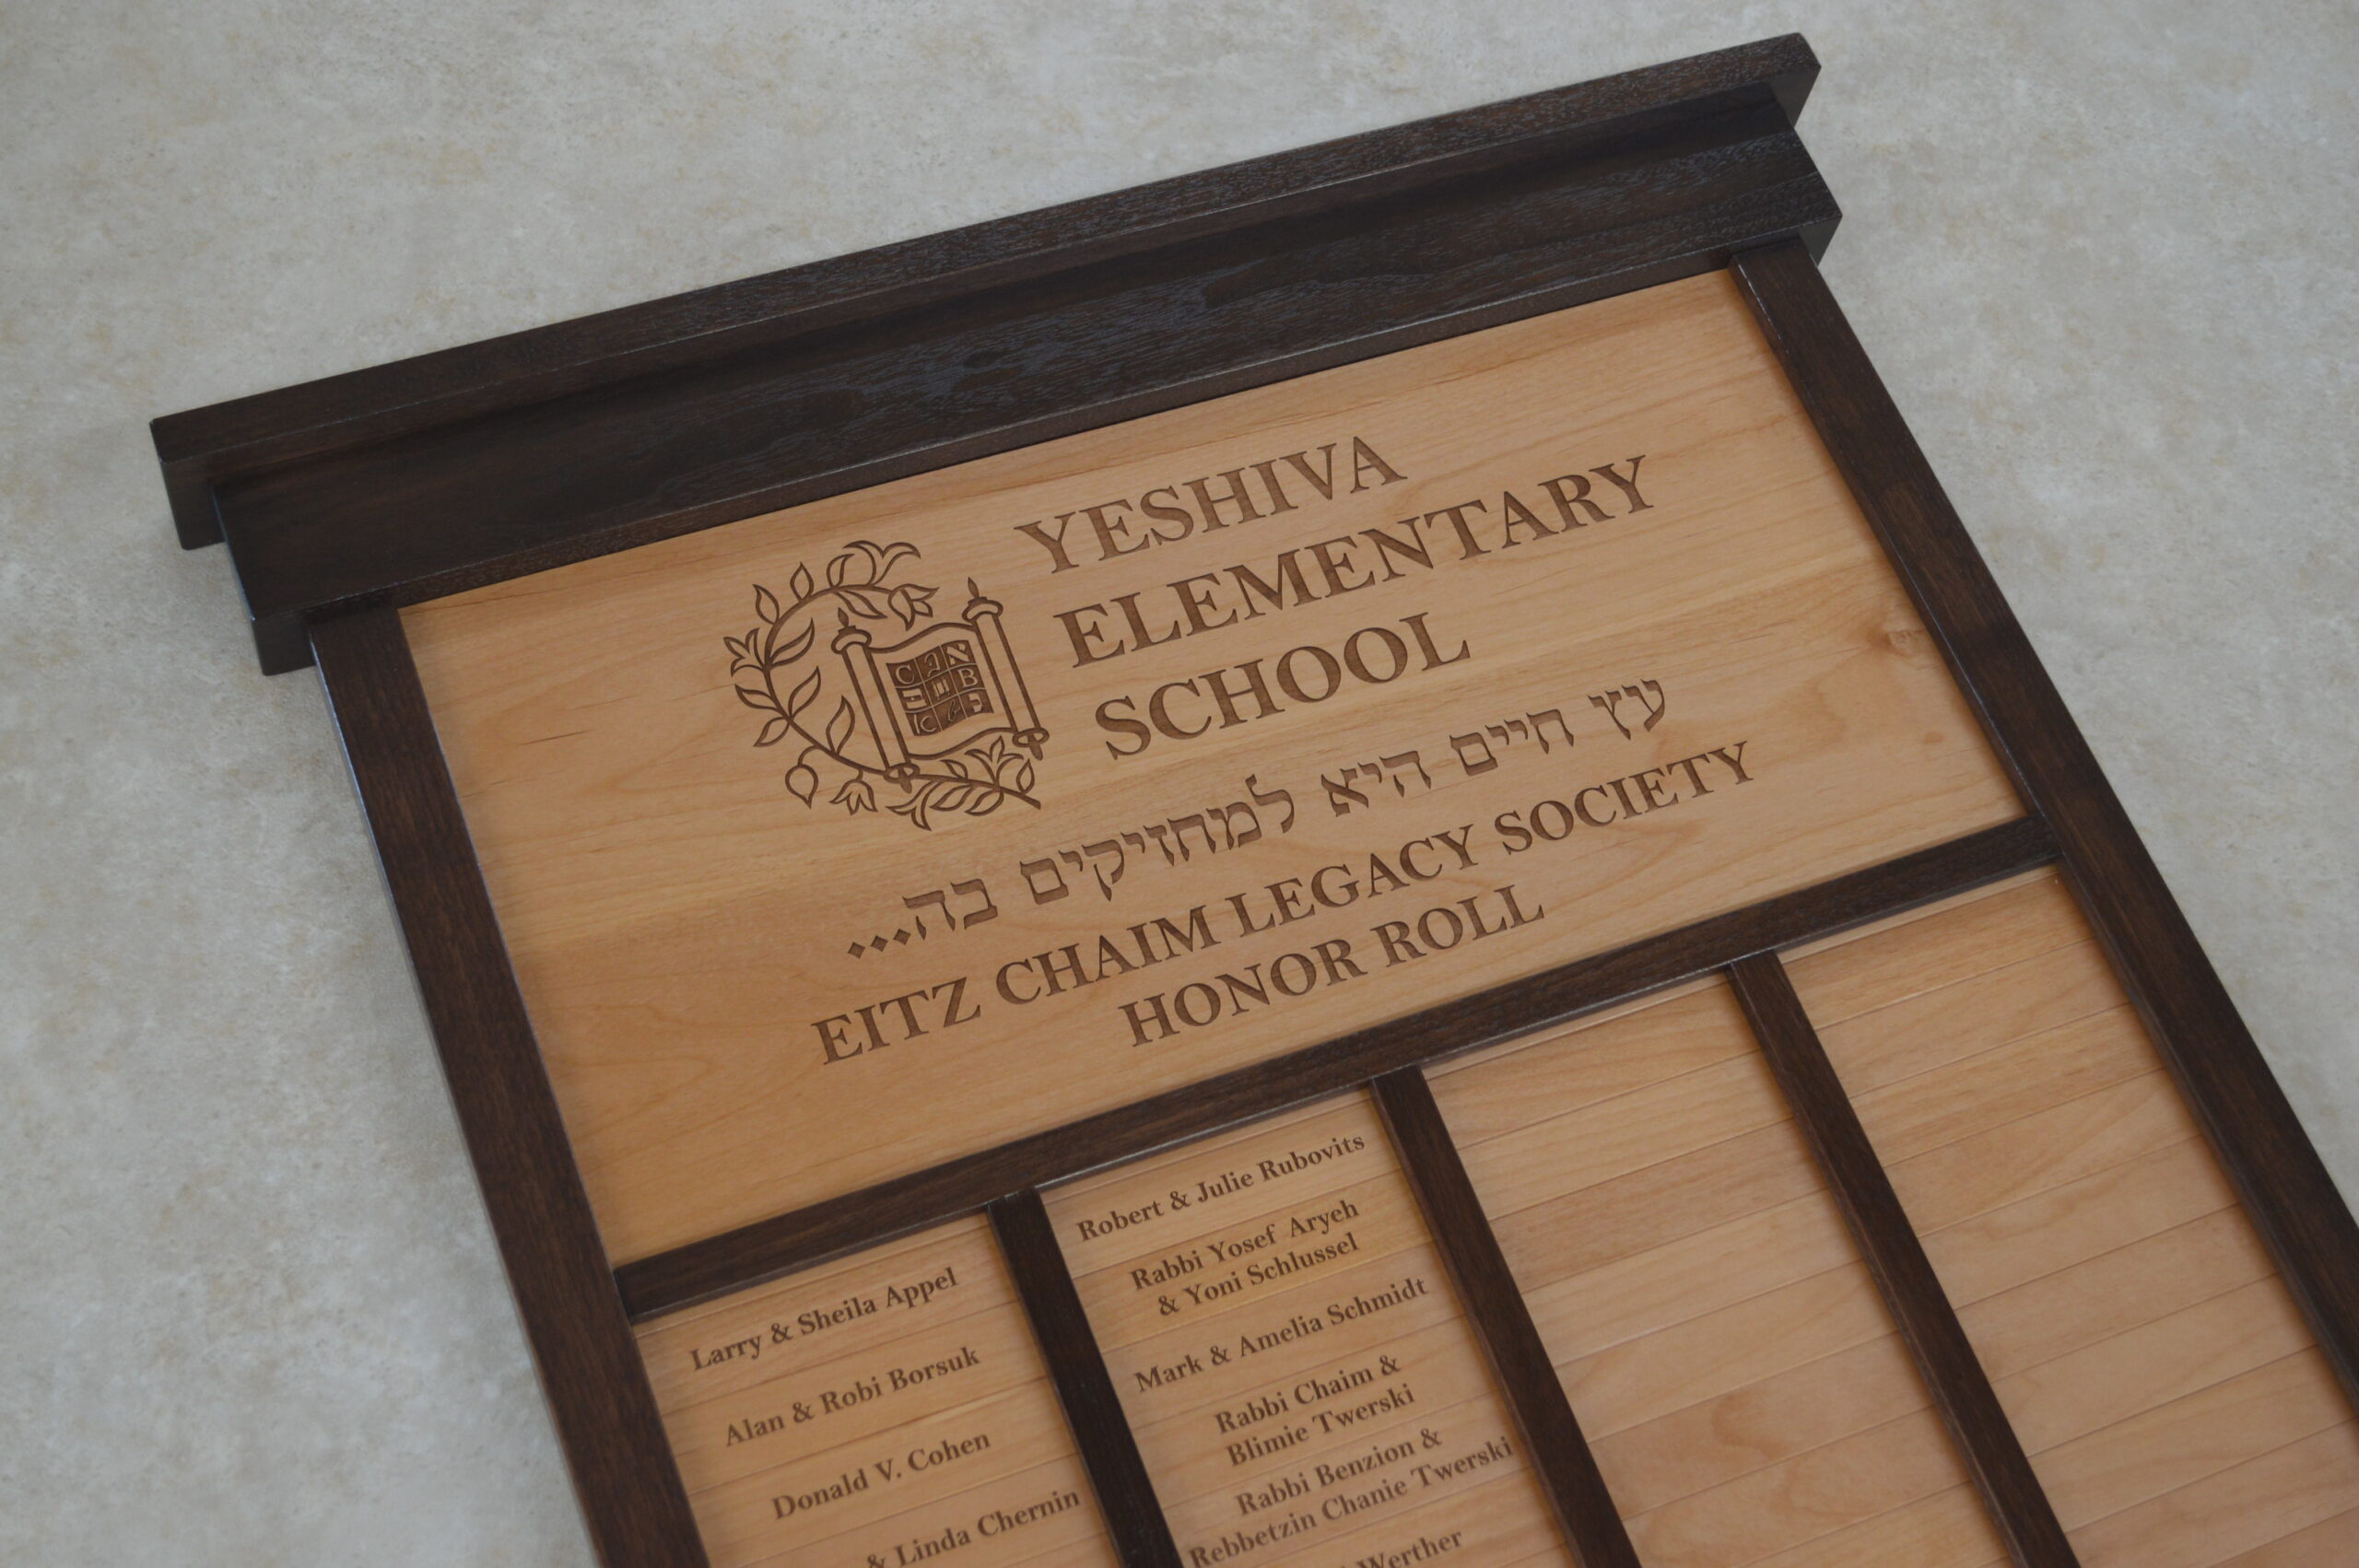 YESHIVA
ELEMENTARY
SCHOOL
עץ חיים היא למחזיקים בה...
EITZ CHAIM LEGACY SOCIETY
HONOR ROLL
Larry & Sheila Appel
Alan & Robi Borsuk
Donald V. Cohen
& Linda Chernin
Robert & Julie Rubovits
Rabbi Yosef Aryeh
& Yoni Schlussel
Mark & Amelia Schmidt
Rabbi Chaim &
Blimie Twerski
Rabbi Benzion &
Rebbetzin Chanie Twerski
Werther